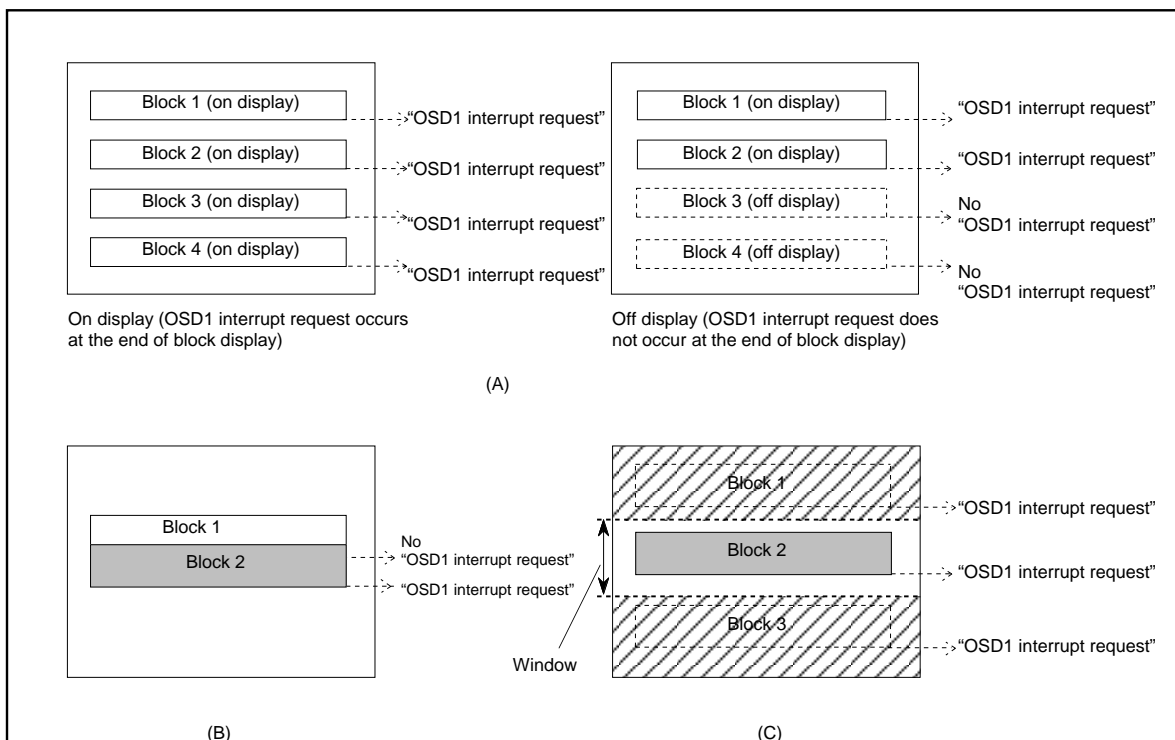 Block 1 (on display)
“OSD1 interrupt request”
Block 2 (on display)
“OSD1 interrupt request”
Block 3 (on display)
“OSD1 interrupt request”
Block 4 (on display)
“OSD1 interrupt request”
On display (OSD1 interrupt request occurs
at the end of block display)
Block 1 (on display)
“OSD1 interrupt request”
Block 2 (on display)
“OSD1 interrupt request”
Block 3 (off display)
No
“OSD1 interrupt request”
Block 4 (off display)
No
“OSD1 interrupt request”
Off display (OSD1 interrupt request does
not occur at the end of block display)
(A)
Block 1
Block 2
No
“OSD1 interrupt request”
“OSD1 interrupt request”
(B)
Block 1
“OSD1 interrupt request”
Block 2
“OSD1 interrupt request”
Block 3
“OSD1 interrupt request”
Window
(C)